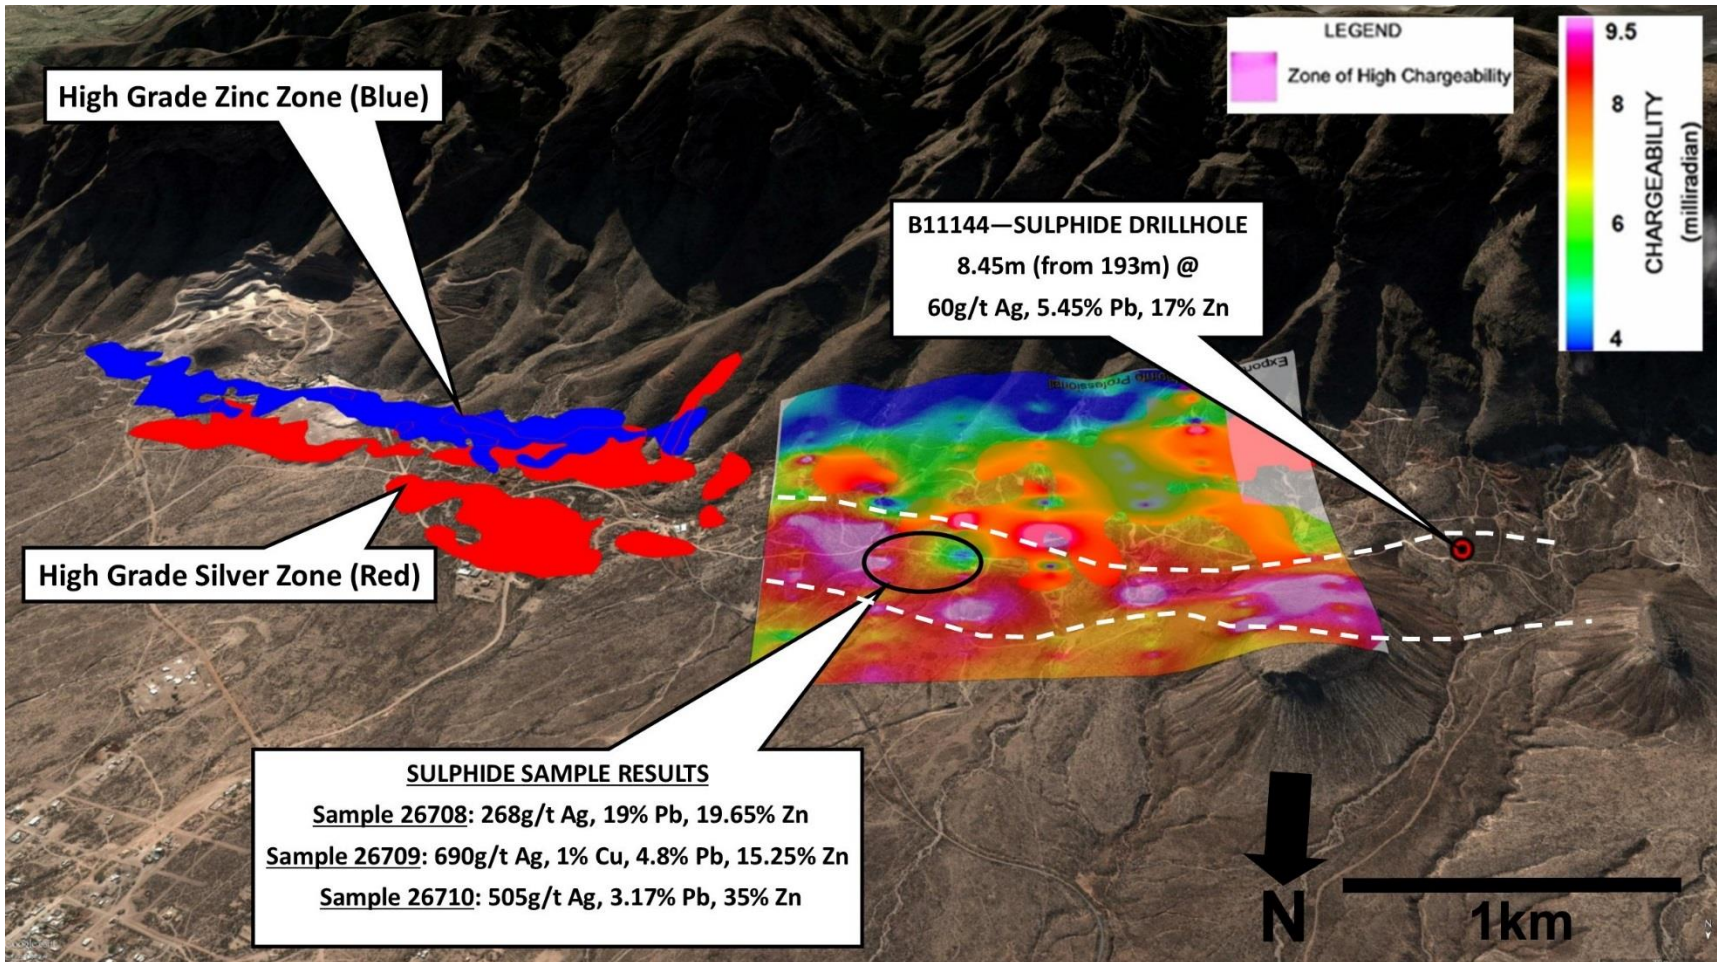 LEGEND
Zone of High Chargeability
9.5
8
6
4
CHARGEABILITY
(milliradian)
High Grade Zinc Zone (Blue)
B11144—SULPHIDE DRILLHOLE
8.45m (from 193m) @
60g/t Ag, 5.45% Pb, 17% Zn
High Grade Silver Zone (Red)
SULPHIDE SAMPLE RESULTS
Sample 26708: 268g/t Ag, 19% Pb, 19.65% Zn
Sample 26709: 690g/t Ag, 1% Cu, 4.8% Pb, 15.25% Zn
Sample 26710: 505g/t Ag, 3.17% Pb, 35% Zn
N
1km
N